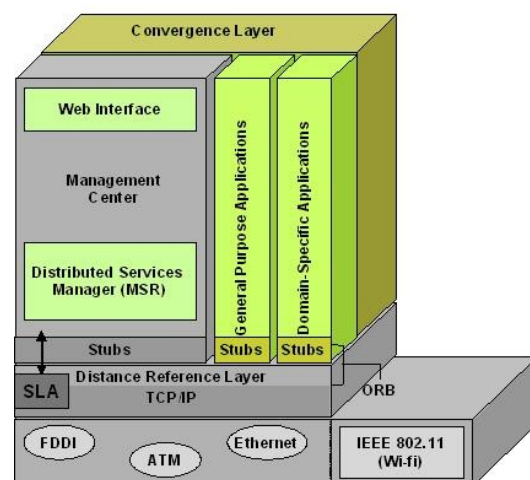 Convergence Layer
Web Interface
Management
Center
Distributed Services
Manager (MSR)
General Purpose Applications
Domain-Specific Applications
Stubs
Stubs
Stubs
Distance Reference Layer
SLA
TCP/IP
ORB
FDDI
ATM
Ethernet
IEEE 802.11
(Wi-fi)